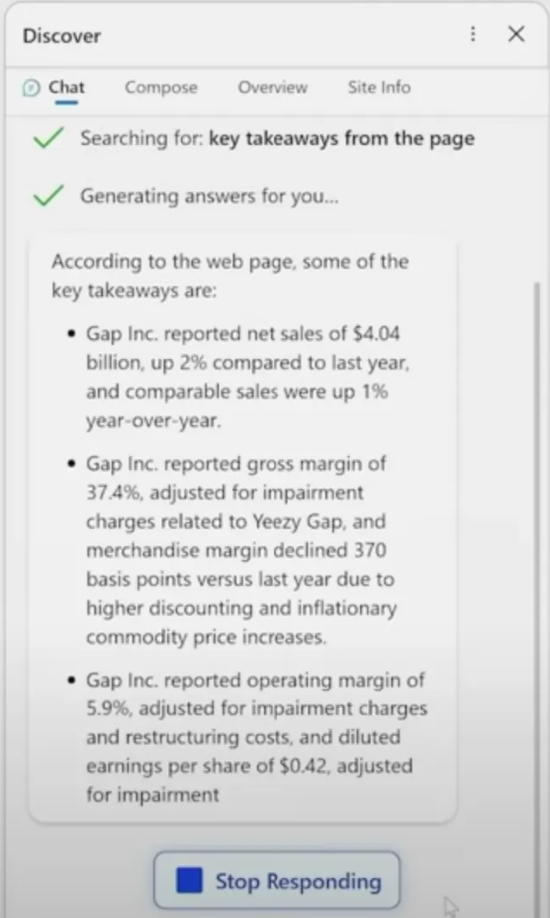 Discover
Chat Compose Overview Site Info
Searching for: key takeaways from the page
Generating answers for you...
According to the web page, some of the
key takeaways are:
• Gap Inc. reported net sales of $4.04
billion, up 2% compared to last year,
and comparable sales were up 1%
year-over-year.
• Gap Inc. reported gross margin of
37.4%, adjusted for impairment
charges related to Yeezy Gap, and
merchandise margin declined 370
basis points versus last year due to
higher discounting and inflationary
commodity price increases.
• Gap Inc. reported operating margin of
5.9%, adjusted for impairment charges
and restructuring costs, and diluted
earnings per share of $0.42, adjusted
for impairment
Stop Responding